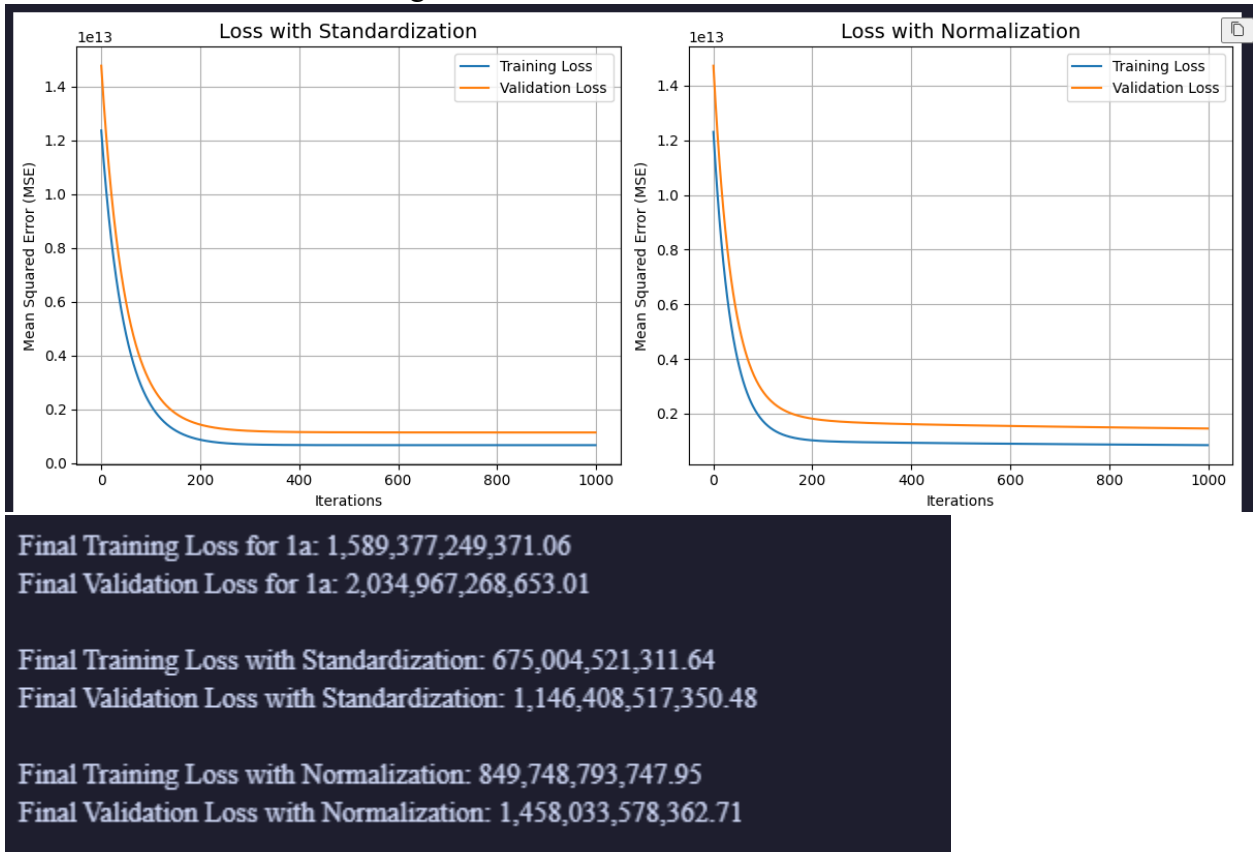 Loss with Standardization
1e13
Training Loss
Validation Loss
Mean Squared Error (MSE)
1.4
1.2
1.0
0.8
0.6
0.4
0.2
0.0
0 200 400 600 800 1000
Iterations
Loss with Normalization
1e13
Training Loss
Validation Loss
Mean Squared Error (MSE)
1.4
1.2
1.0
0.8
0.6
0.4
0.2
0 200 400 600 800 1000
Iterations
Final Training Loss for 1a: 1,589,377,249,371.06
Final Validation Loss for 1a: 2,034,967,268,653.01
Final Training Loss with Standardization: 675,004,521,311.64
Final Validation Loss with Standardization: 1,146,408,517,350.48
Final Training Loss with Normalization: 849,748,793,747.95
Final Validation Loss with Normalization: 1,458,033,578,362.71